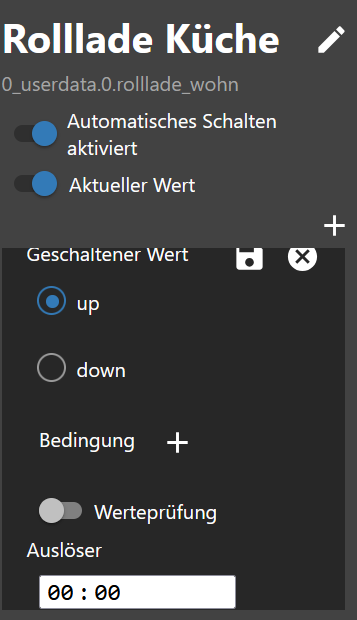 Rolllade Küche
0_userdata.0.rolllade_wohn
Automatisches Schalten
aktiviert
Aktueller Wert
Geschaltener Wert
up
down
Bedingung
Werteprüfung
Auslöser
00:00